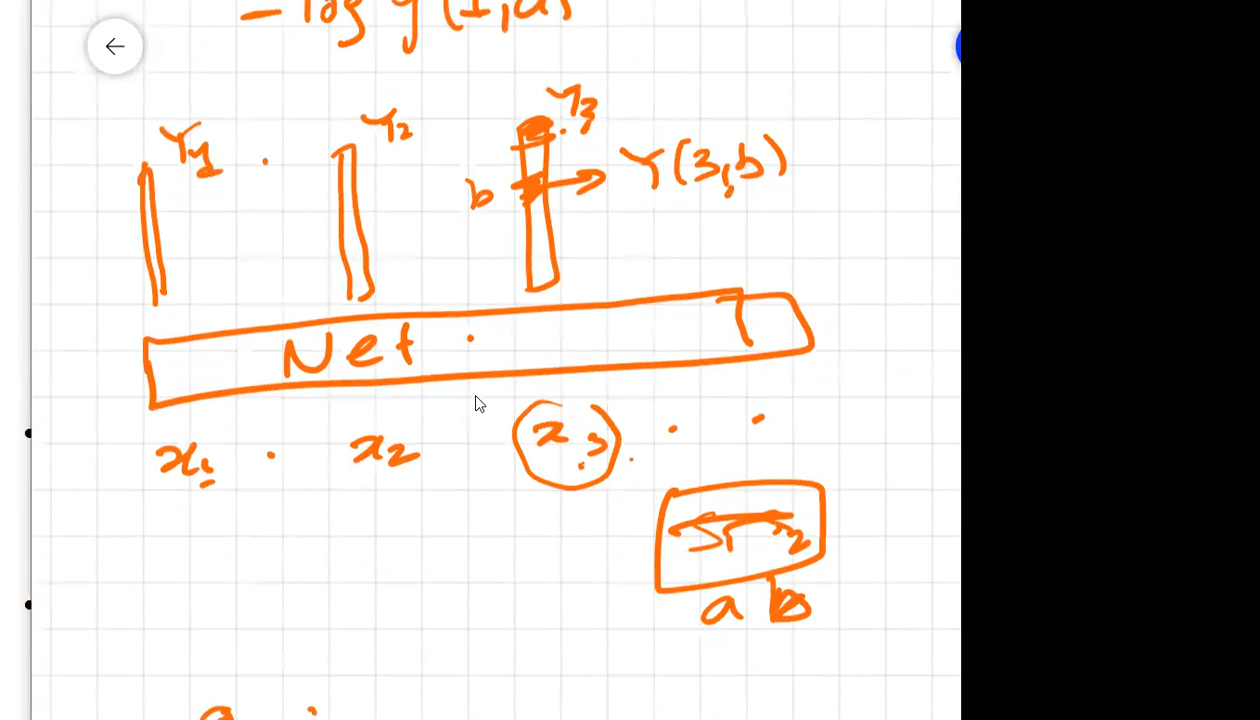 - log y (1, a)
Y1 Y2 Y3
b Y(3, b)
Net
x1 x2 x3
a b